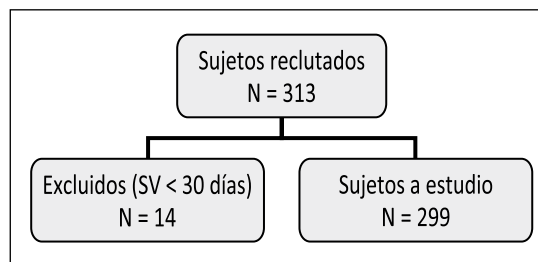 Sujetos reclutados
N = 313
Excluidos (SV < 30 días)
N = 14
Sujetos a estudio
N = 299